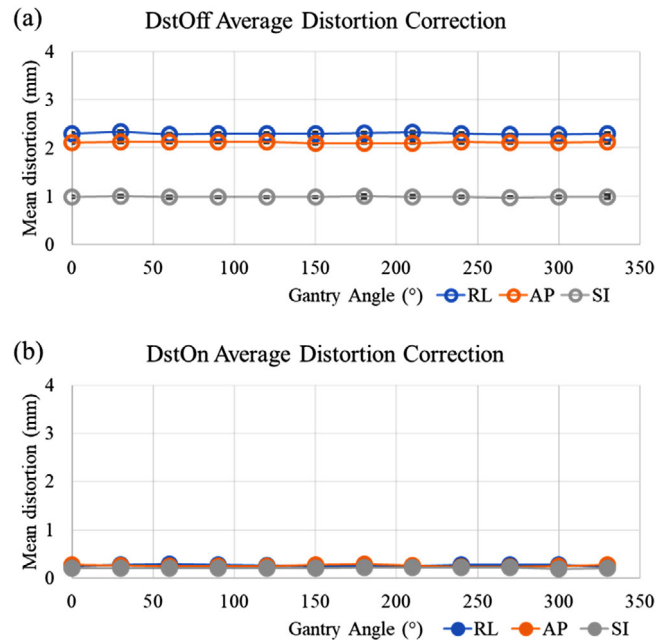 (a)
DstOff Average Distortion Correction
4
3
2
1
0
Mean distortion (mm)
0 50 100 150 200 250 300 350
Gantry Angle (°) RL AP SI
(b)
DstOn Average Distortion Correction
4
3
2
1
0
Mean distortion (mm)
0 50 100 150 200 250 300 350
Gantry Angle (°) RL AP SI